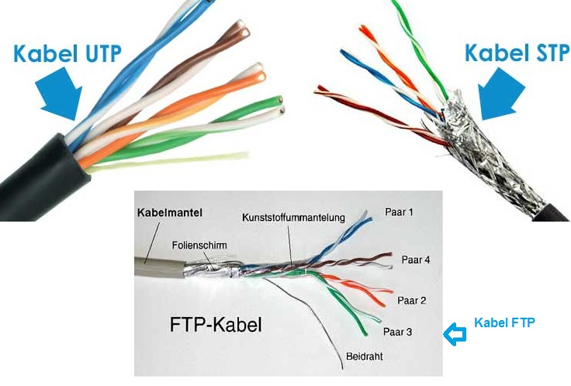 Kabel UTP
Kabel STP
Kabelmantel
Kunststoffummantelung
Paar 1
Folienschirm
Paar 4
Paar 2
FTP-Kabel
Paar 3
Kabel FTP
Beidraht